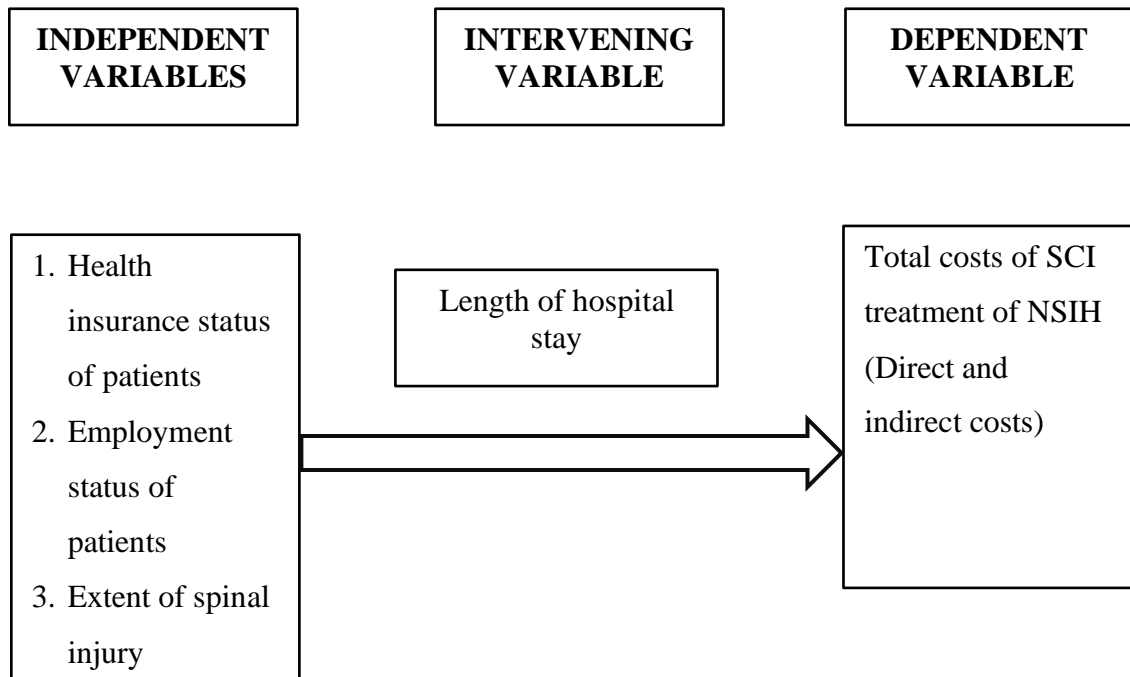 INDEPENDENT
VARIABLES
INTERVENING
VARIABLE
DEPENDENT
VARIABLE
1. Health
insurance status
of patients
2. Employment
status of
patients
3. Extent of spinal
injury
Length of hospital
stay
Total costs of SCI
treatment of NSIH
(Direct and
indirect costs)